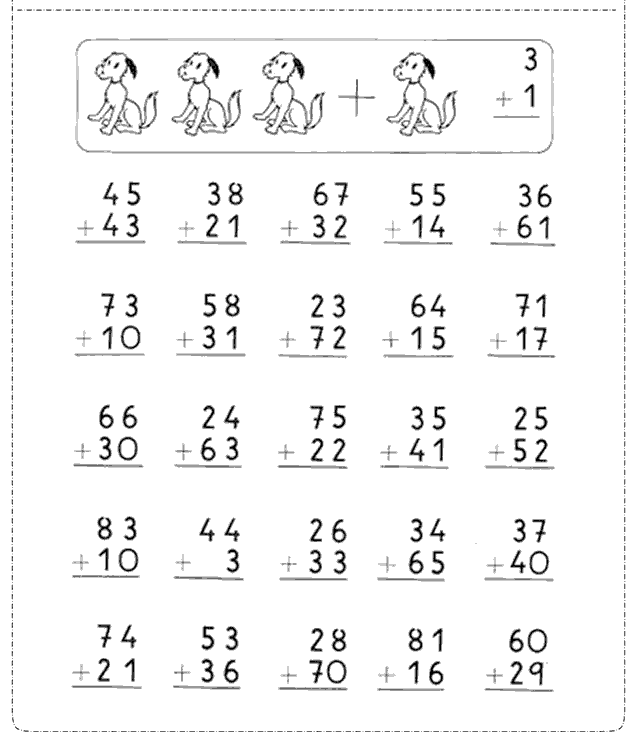 3
+ 1
45 38 67 55 36
+ 43 + 21 + 32 + 14 + 61
73 58 23 64 71
+ 10 + 31 + 72 + 15 + 17
66 24 75 35 25
+ 30 + 63 + 22 + 41 + 52
83 44 26 34 37
+ 10 + 3 + 33 + 65 + 40
74 53 28 81 60
+ 21 + 36 + 70 + 16 + 29